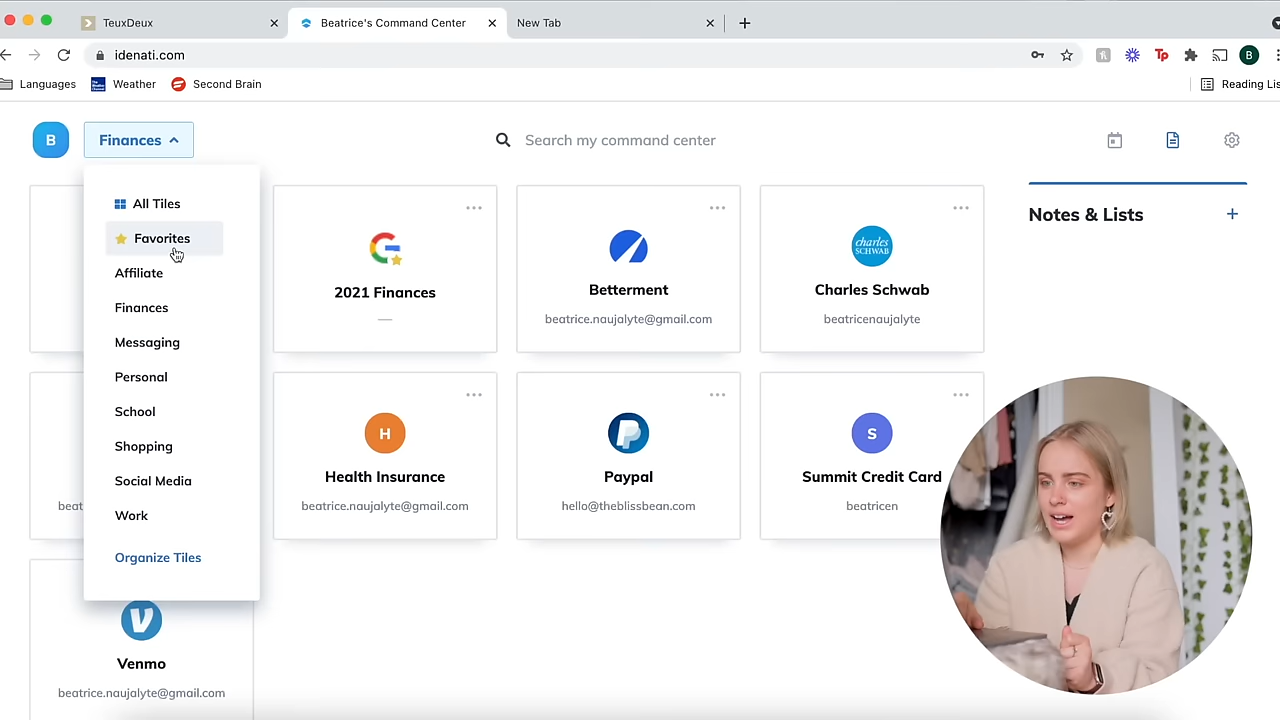 TeuxDeux
Beatrice's Command Center
New Tab
idenati.com
Tp
B
Languages
Weather
Second Brain
Reading Lis
B
Finances
Search my command center
All Tiles
Favorites
Affiliate
Finances
Messaging
Personal
School
Shopping
Social Media
Work
Organize Tiles
2021 Finances
Betterment
beatrice.naujalyte@gmail.com
charles
SCHWAB
Charles Schwab
beatricenaujalyte
Notes & Lists
beat
H
Health Insurance
beatrice.naujalyte@gmail.com
Paypal
hello@theblissbean.com
S
Summit Credit Card
beatricen
Venmo
beatrice.naujalyte@gmail.com